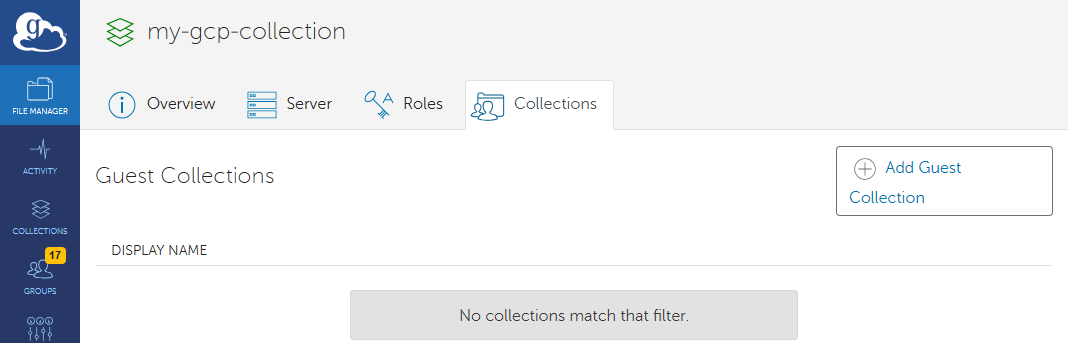 g
my-gcp-collection
Overview
Server
Roles
Collections
FILE MANAGER
ACTIVITY
COLLECTIONS
17
GROUPS
Guest Collections
Add Guest
Collection
DISPLAY NAME
No collections match that filter.